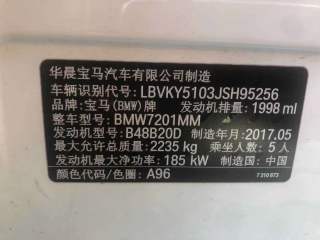 华晨宝马汽车有限公司制造
车辆识别代号: LBVKY5103JSH95256
品牌: 宝马(BMW)牌 发动机排量: 1998 ml
整车型号: BMW7201MM
发动机型号: B48B20D 制造年月: 2017.05
最大允许总质量: 2235 kg 乘坐人数: 5人
发动机最大净功率: 185 kW 制造国: 中国
颜色代码/色圈: A96 7 310 673